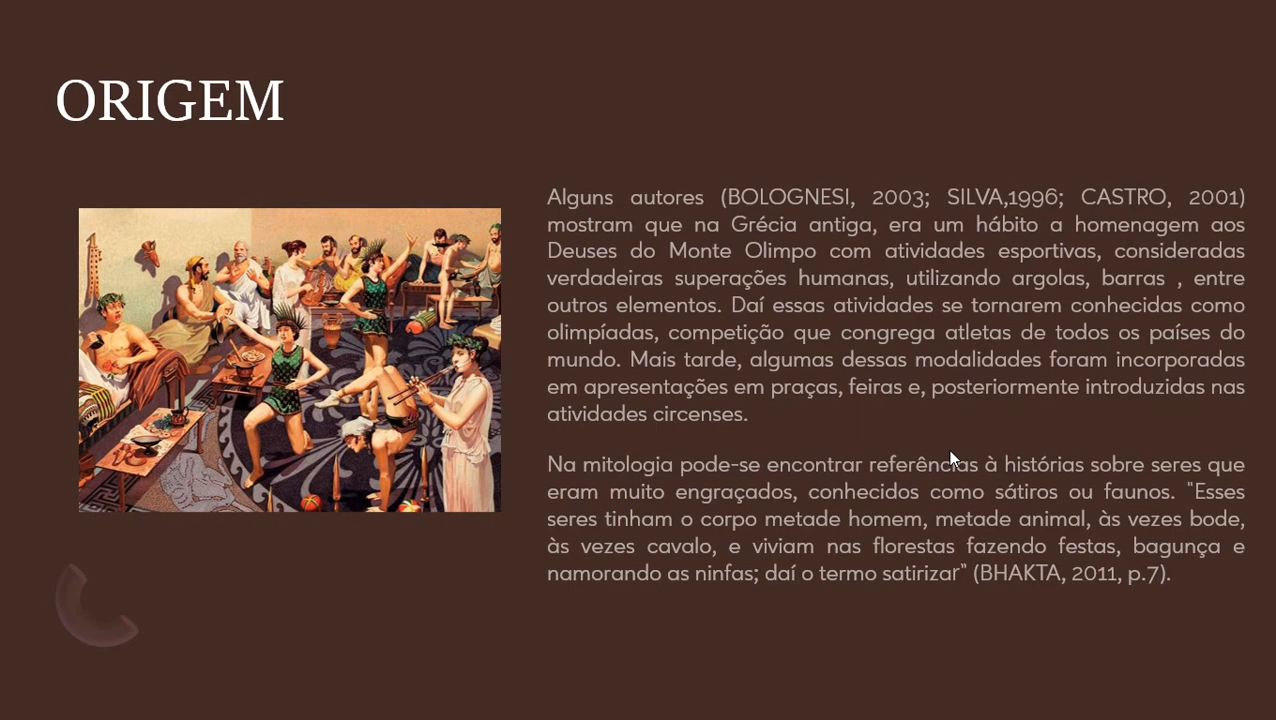 ORIGEM
Alguns autores (BOLOGNESI, 2003; SILVA,1996; CASTRO, 2001)
mostram que na Grécia antiga, era um hábito a homenagem aos
Deuses do Monte Olimpo com atividades esportivas, consideradas
verdadeiras superações humanas, utilizando argolas, barras , entre
outros elementos. Daí essas atividades se tornarem conhecidas como
olimpíadas, competição que congrega atletas de todos os países do
mundo. Mais tarde, algumas dessas modalidades foram incorporadas
em apresentações em praças, feiras e, posteriormente introduzidas nas
atividades circenses.
Na mitologia pode-se encontrar referências à histórias sobre seres que
eram muito engraçados, conhecidos como sátiros ou faunos. "Esses
seres tinham o corpo metade homem, metade animal, às vezes bode,
às vezes cavalo, e viviam nas florestas fazendo festas, bagunça e
namorando as ninfas; daí o termo satirizar" (BHAKTA, 2011, p.7).